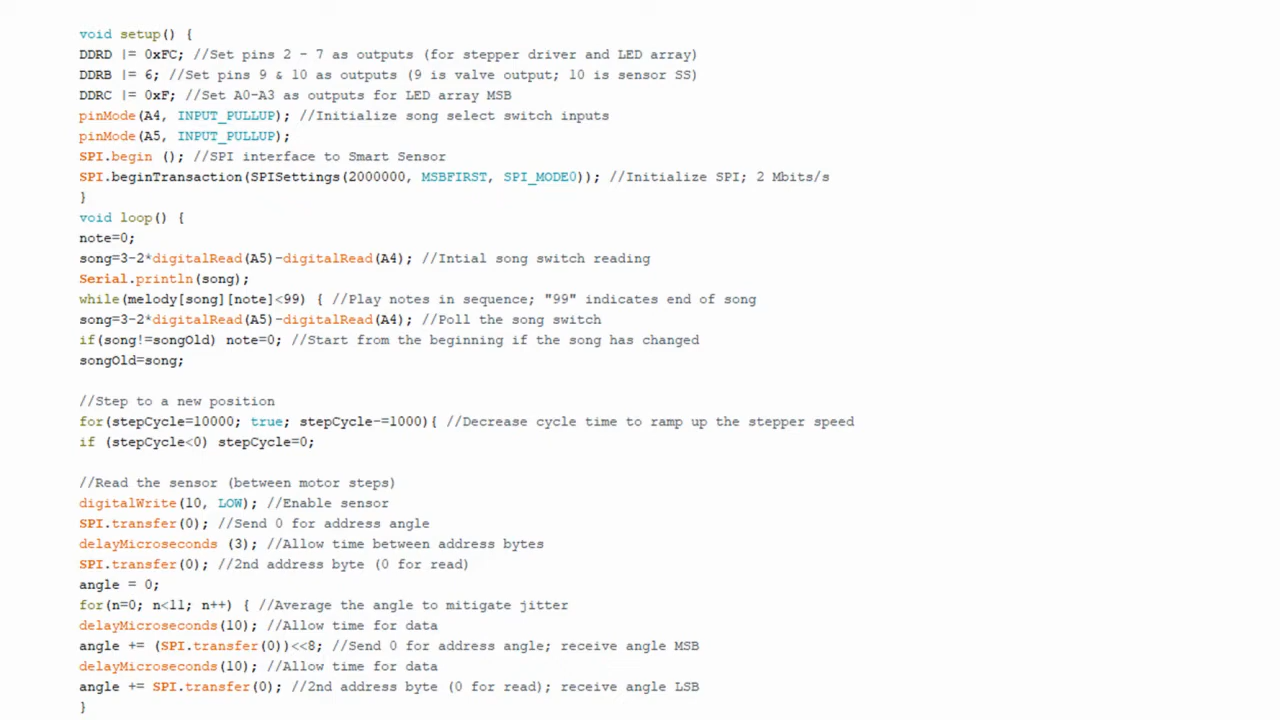 void setup() {
DDRD |= 0xFC; //Set pins 2 - 7 as outputs (for stepper driver and LED array)
DDRB |= 6; //Set pins 9 & 10 as outputs (9 is valve output; 10 is sensor SS)
DDRC |= 0xF; //Set A0-A3 as outputs for LED array MSB
pinMode(A4, INPUT_PULLUP); //Initialize song select switch inputs
pinMode(A5, INPUT_PULLUP);
SPI.begin (); //SPI interface to Smart Sensor
SPI.beginTransaction(SPISettings(2000000, MSBFIRST, SPI_MODE0)); //Initialize SPI; 2 Mbits/s
}
void loop() {
note=0;
song=3-2*digitalRead(A5)-digitalRead(A4); //Intial song switch reading
Serial.println(song);
while(melody[song][note]<99) { //Play notes in sequence; "99" indicates end of song
song=3-2*digitalRead(A5)-digitalRead(A4); //Poll the song switch
if(song!=songOld) note=0; //Start from the beginning if the song has changed
songOld=song;
//Step to a new position
for(stepCycle=10000; true; stepCycle-=1000){ //Decrease cycle time to ramp up the stepper speed
if (stepCycle<0) stepCycle=0;
//Read the sensor (between motor steps)
digitalWrite(10, LOW); //Enable sensor
SPI.transfer(0); //Send 0 for address angle
delayMicroseconds (3); //Allow time between address bytes
SPI.transfer(0); //2nd address byte (0 for read)
angle = 0;
for(n=0; n<11; n++) { //Average the angle to mitigate jitter
delayMicroseconds(10); //Allow time for data
angle += (SPI.transfer(0))<<8; //Send 0 for address angle; receive angle MSB
delayMicroseconds(10); //Allow time for data
angle += SPI.transfer(0); //2nd address byte (0 for read); receive angle LSB
}